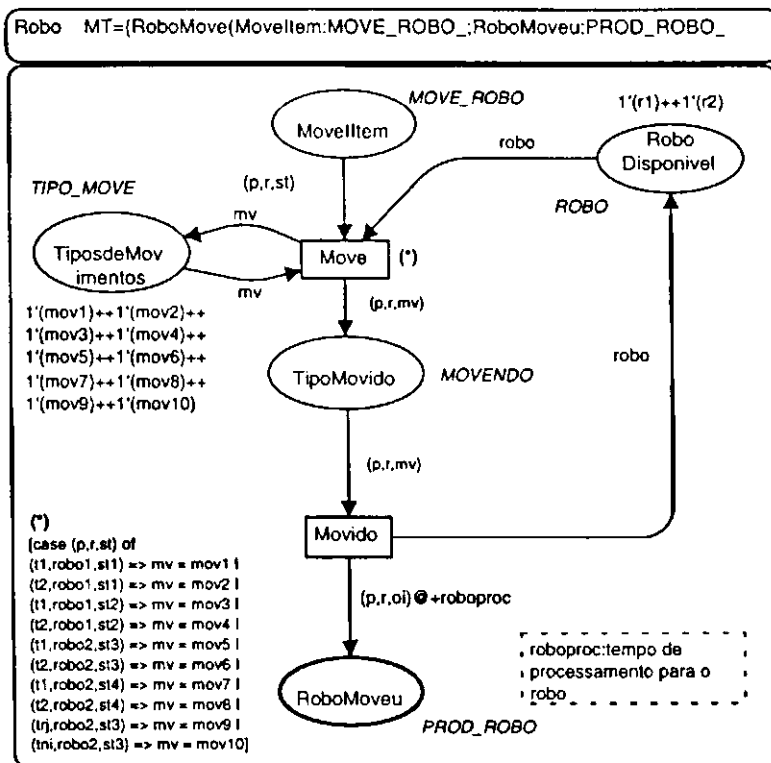 Robo MT={RoboMove(MoveItem:MOVE_ROBO_;RoboMoveu:PROD_ROBO_
MOVE_ROBO
MoveItem
1'(r1)++1'(r2)
Robo
Disponivel
ROBO
robo
(p,r,st)
TIPO_MOVE
mv
TiposdeMov
imentos
mv
Move
(*)
1'(mov1)++1'(mov2)++
1'(mov3)++1'(mov4)++
1'(mov5)++1'(mov6)++
1'(mov7)++1'(mov8)++
1'(mov9)++1'(mov10)
(p,r,mv)
robo
TipoMovido
MOVENDO
(p,r,mv)
Movido
(*)
[case (p,r,st) of
(t1,robo1,st1) => mv = mov1 |
(t2,robo1,st1) => mv = mov2 |
(t1,robo1,st2) => mv = mov3 |
(t2,robo1,st2) => mv = mov4 |
(t1,robo2,st3) => mv = mov5 |
(t2,robo2,st3) => mv = mov6 |
(t1,robo2,st4) => mv = mov7 |
(t2,robo2,st4) => mv = mov8 |
(trj,robo2,st3) => mv = mov9 |
(tni,robo2,st3) => mv = mov10]
(p,r,oi)@+roboproc
RoboMoveu
PROD_ROBO
roboproc:tempo de
processamento para o
robo